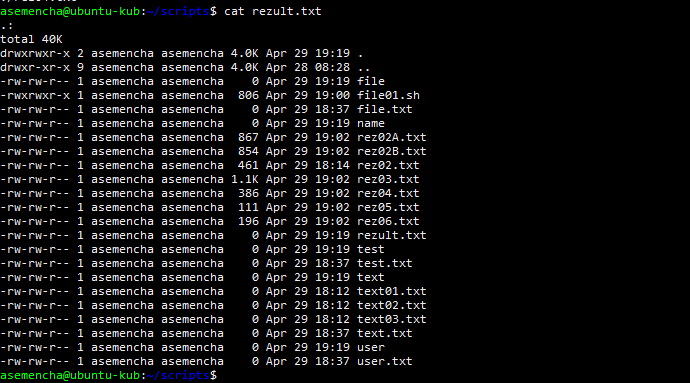 asemencha@ubuntu-kub:~/scripts$ cat rezult.txt
.:
total 40K
drwxrwxr-x 2 asemencha asemencha 4.0K Apr 29 19:19 .
drwxr-xr-x 9 asemencha asemencha 4.0K Apr 28 08:28 ..
-rw-rw-r-- 1 asemencha asemencha    0 Apr 29 19:19 file
-rwxrwxr-x 1 asemencha asemencha  806 Apr 29 19:00 file01.sh
-rw-rw-r-- 1 asemencha asemencha    0 Apr 29 18:37 file.txt
-rw-rw-r-- 1 asemencha asemencha    0 Apr 29 19:19 name
-rw-rw-r-- 1 asemencha asemencha  867 Apr 29 19:02 rez02A.txt
-rw-rw-r-- 1 asemencha asemencha  854 Apr 29 19:02 rez02B.txt
-rw-rw-r-- 1 asemencha asemencha  461 Apr 29 18:14 rez02.txt
-rw-rw-r-- 1 asemencha asemencha 1.1K Apr 29 19:02 rez03.txt
-rw-rw-r-- 1 asemencha asemencha  386 Apr 29 19:02 rez04.txt
-rw-rw-r-- 1 asemencha asemencha  111 Apr 29 19:02 rez05.txt
-rw-rw-r-- 1 asemencha asemencha  196 Apr 29 19:02 rez06.txt
-rw-rw-r-- 1 asemencha asemencha    0 Apr 29 19:19 rezult.txt
-rw-rw-r-- 1 asemencha asemencha    0 Apr 29 19:19 test
-rw-rw-r-- 1 asemencha asemencha    0 Apr 29 18:37 test.txt
-rw-rw-r-- 1 asemencha asemencha    0 Apr 29 19:19 text
-rw-rw-r-- 1 asemencha asemencha    0 Apr 29 18:12 text01.txt
-rw-rw-r-- 1 asemencha asemencha    0 Apr 29 18:12 text02.txt
-rw-rw-r-- 1 asemencha asemencha    0 Apr 29 18:12 text03.txt
-rw-rw-r-- 1 asemencha asemencha    0 Apr 29 18:37 text.txt
-rw-rw-r-- 1 asemencha asemencha    0 Apr 29 19:19 user
-rw-rw-r-- 1 asemencha asemencha    0 Apr 29 18:37 user.txt
asemencha@ubuntu-kub:~/scripts$